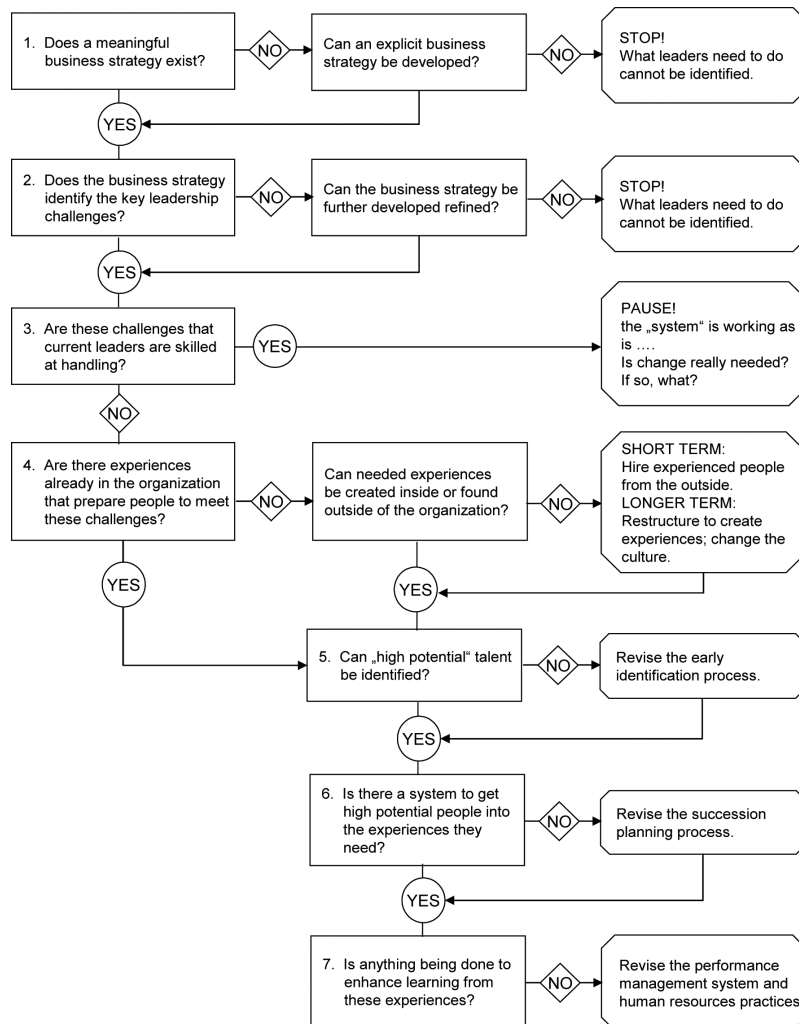 1. Does a meaningful
business strategy exist?
NO
Can an explicit business
strategy be developed?
NO
STOP!
What leaders need to do
cannot be identified.
YES
2. Does the business strategy
identify the key leadership
challenges?
NO
Can the business strategy be
further developed refined?
NO
STOP!
What leaders need to do
cannot be identified.
YES
3. Are these challenges that
current leaders are skilled
at handling?
YES
PAUSE!
the „system“ is working as
is ....
Is change really needed?
If so, what?
NO
4. Are there experiences
already in the organization
that prepare people to meet
these challenges?
NO
Can needed experiences
be created inside or found
outside of the organization?
NO
SHORT TERM:
Hire experienced people
from the outside.
LONGER TERM:
Restructure to create
experiences; change the
culture.
YES
YES
5. Can „high potential“ talent
be identified?
NO
Revise the early
identification process.
YES
6. Is there a system to get
high potential people into
the experiences they
need?
NO
Revise the succession
planning process.
YES
7. Is anything being done to
enhance learning from
these experiences?
NO
Revise the performance
management system and
human resources practices